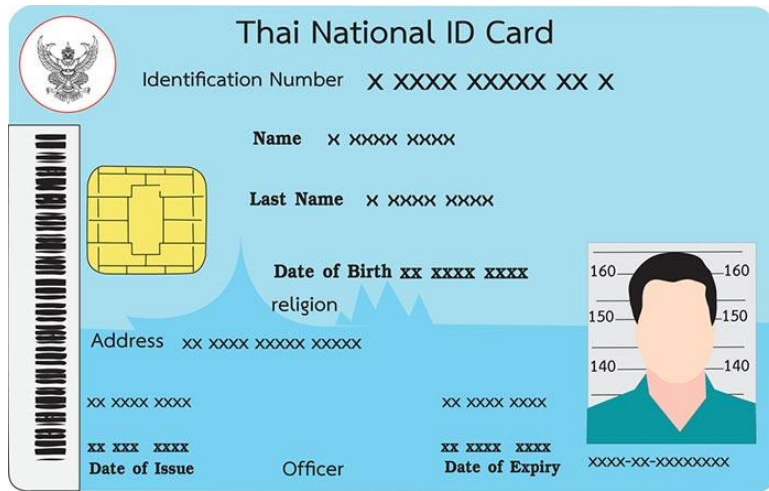 Thai National ID Card
Identification Number X XXXX XXXXX XX X
Name X XXXX XXXX
Last Name X XXXX XXXX
Date of Birth xx xxxx xxxx
religion
160 160
150 150
140 140
Address xx xxxx xxxxx xxxxx
xx xxxx xxxx xx xxxx xxxx
xx xxx xxxx xx xxxx xxxx
Date of Issue Officer Date of Expiry xxxx-xx-xxxxxxxx